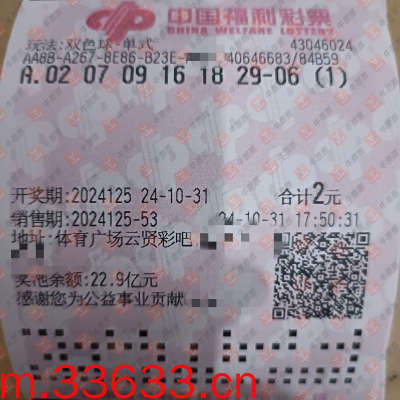 中国福利彩票
CHINA WELFARE LOTTERY
玩法:双色球-单式 43046024
AA8B-A267-8E86-B23E- 40646683/84B59
A.02 07 09 16 18 29-06 (1)
开奖期:2024125 24-10-31 合计2元
销售期:2024125-53 24-10-31 17:50:31
地址:体育广场云贤彩吧
奖池余额:22.9亿元
感谢您为公益事业贡献
m.33633.cn